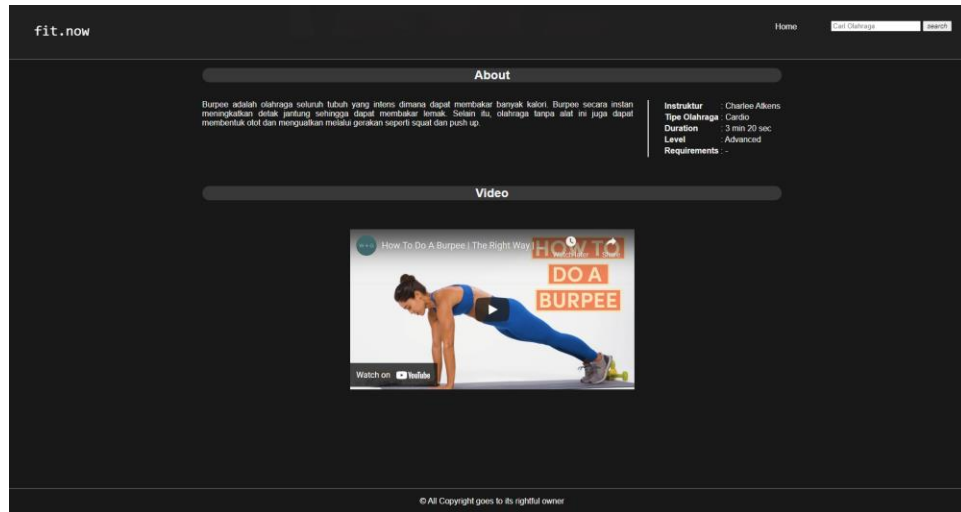 fit.now
Home
Cari Olahraga
search
About
Burpee adalah olahraga seluruh tubuh yang intens dimana dapat membakar banyak kalori. Burpee secara instan
meningkatkan detak jantung sehingga dapat membakar lemak. Selain itu, olahraga tanpa alat ini juga dapat
membentuk otot dan menguatkan melalui gerakan seperti squat dan push up.
Instruktur : Charlee Atkens
Tipe Olahraga : Cardio
Duration : 3 min 20 sec
Level : Advanced
Requirements : -
Video
How To Do A Burpee | The Right Way | ...
Watch later
Share
HOW TO
DO A
BURPEE
Watch on YouTube
© All Copyright goes to its rightful owner